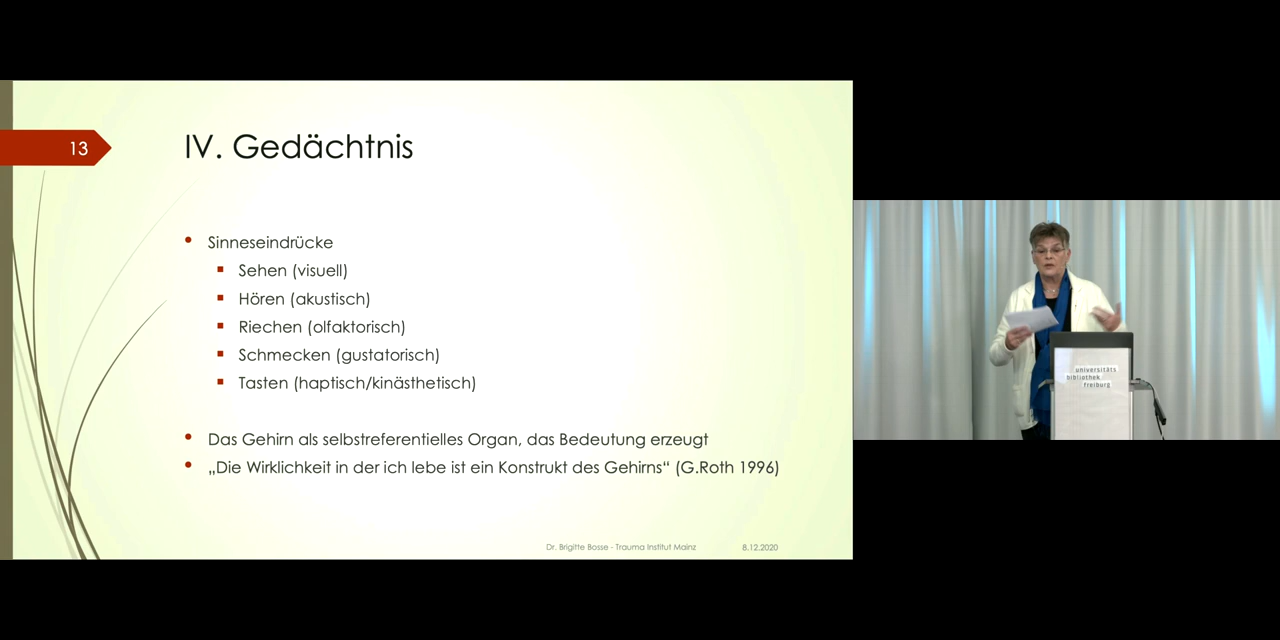 13
IV. Gedächtnis
Sinneseindrücke
Sehen (visuell)
Hören (akustisch)
Riechen (olfaktorisch)
Schmecken (gustatorisch)
Tasten (haptisch/kinästhetisch)
Das Gehirn als selbstreferentielles Organ, das Bedeutung erzeugt
„Die Wirklichkeit in der ich lebe ist ein Konstrukt des Gehirns“ (G.Roth 1996)
Dr. Brigitte Bosse - Trauma Institut Mainz 8.12.2020
universitäts
bibliothek
freiburg